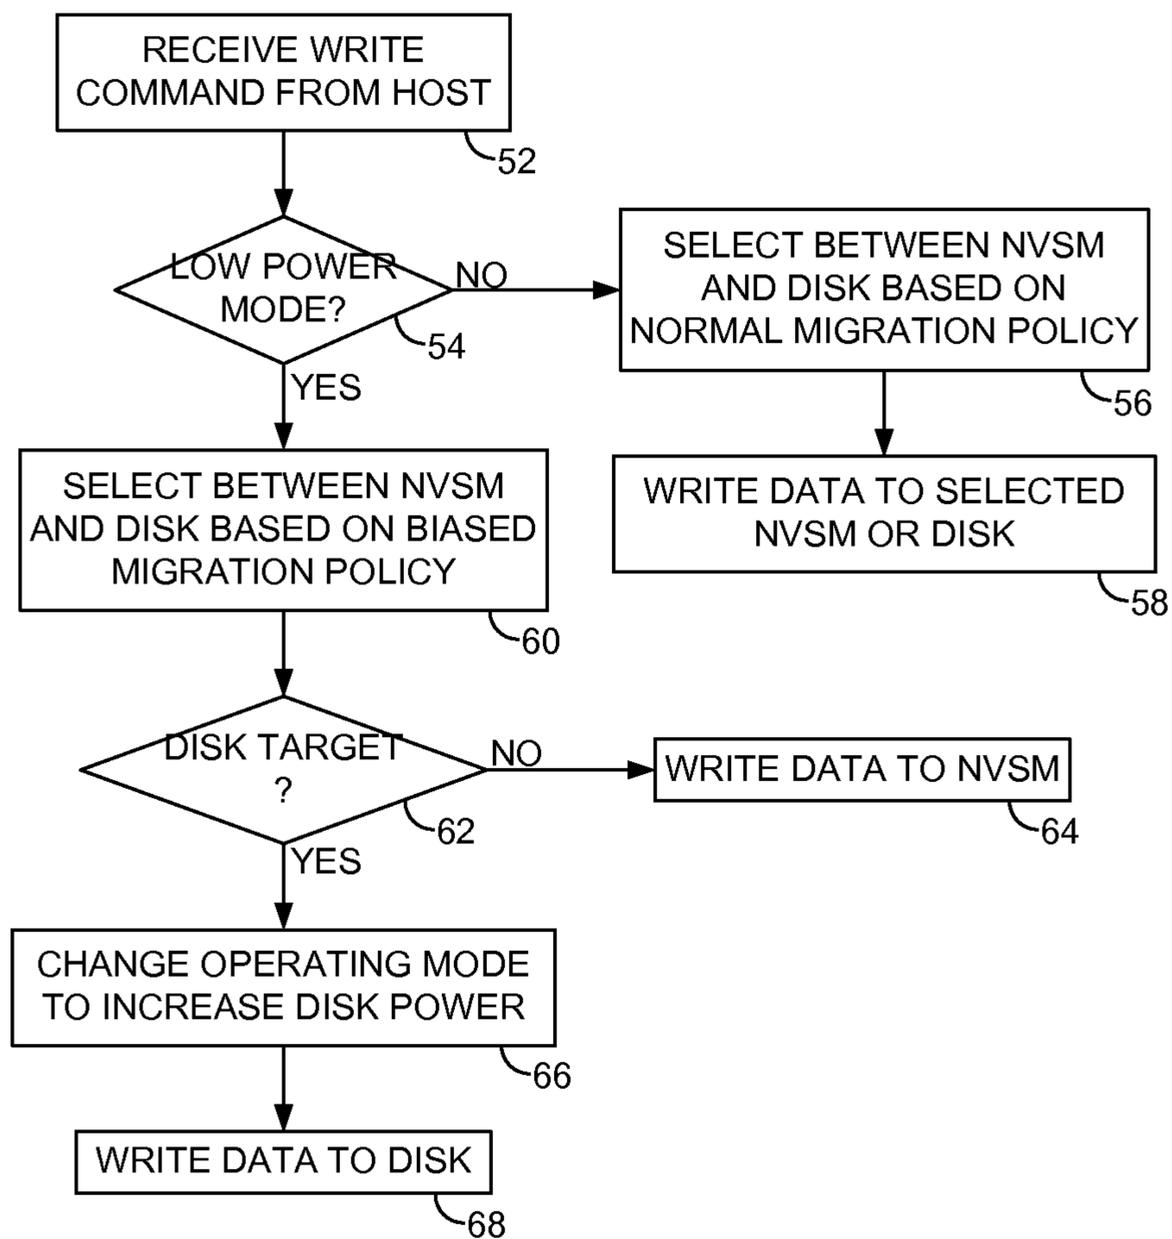 RECEIVE WRITE
COMMAND FROM HOST
52
LOW POWER
MODE?
54
NO
YES
SELECT BETWEEN NVSM
AND DISK BASED ON
NORMAL MIGRATION POLICY
56
WRITE DATA TO SELECTED
NVSM OR DISK
58
SELECT BETWEEN NVSM
AND DISK BASED ON BIASED
MIGRATION POLICY
60
DISK TARGET
?
62
NO
WRITE DATA TO NVSM
64
YES
CHANGE OPERATING MODE
TO INCREASE DISK POWER
66
WRITE DATA TO DISK
68